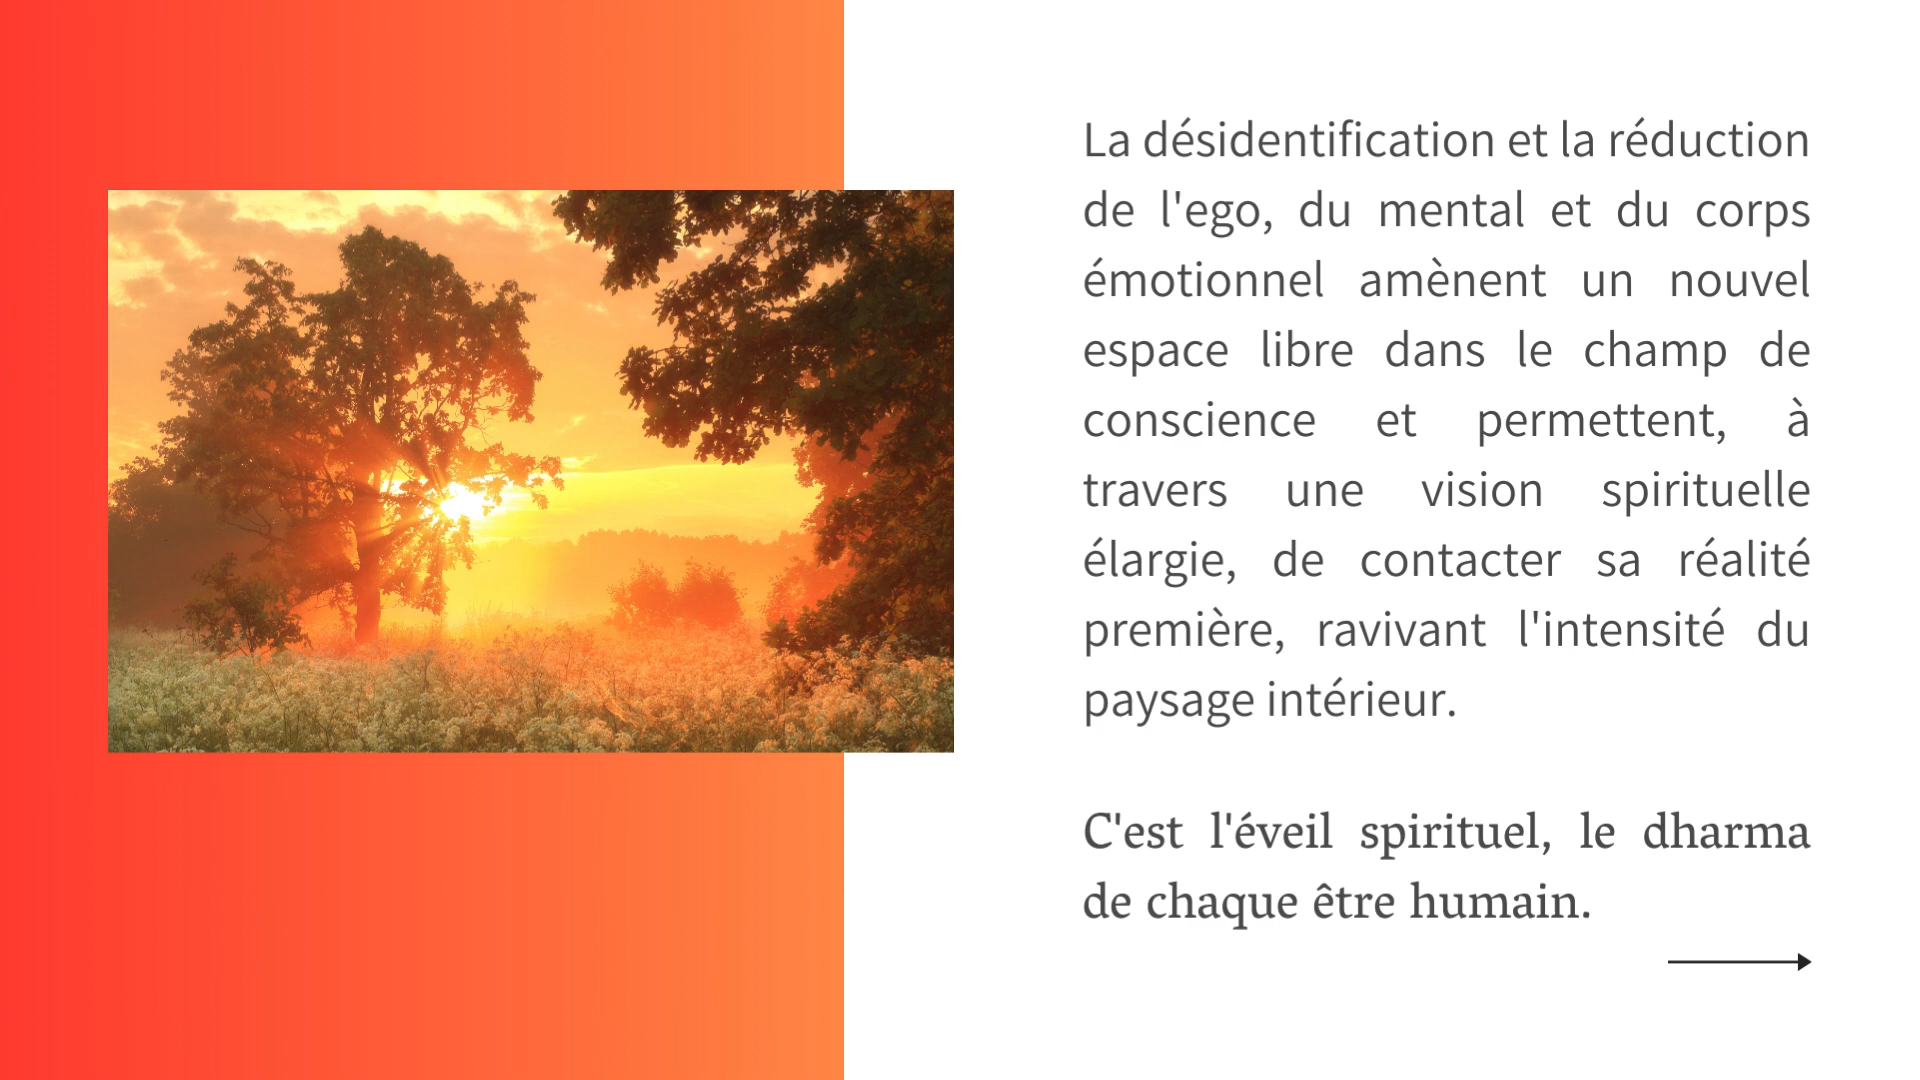 La désidentification et la réduction
de l'ego, du mental et du corps
émotionnel amènent un nouvel
espace libre dans le champ de
conscience et permettent, à
travers une vision spirituelle
élargie, de contacter sa réalité
première, ravivant l'intensité du
paysage intérieur.
C'est l'éveil spirituel, le dharma
de chaque être humain.